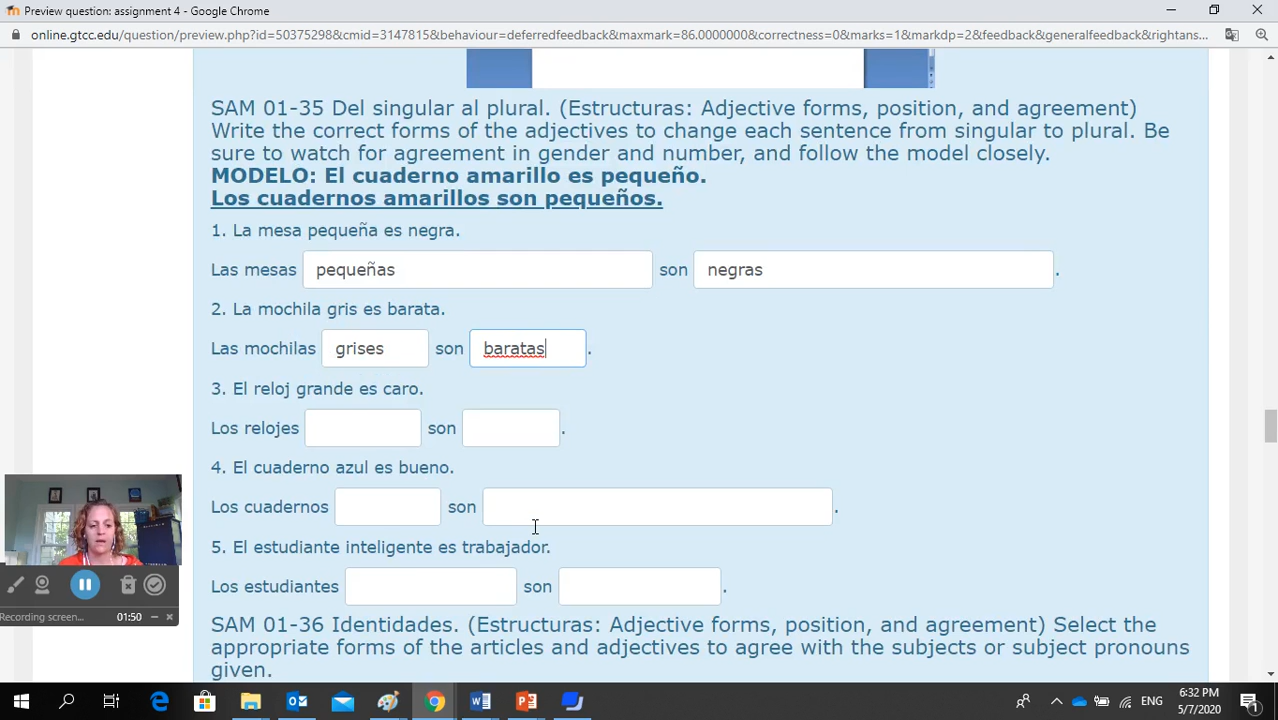 Preview question: assignment 4 - Google Chrome
online.gtcc.edu/question/preview.php?id=50375298&cmid=3147815&behaviour=deferredfeedback&maxmark=86.0000000&correctness=0&marks=1&markdp=2&feedback&generalfeedback&rightans...
SAM 01-35 Del singular al plural. (Estructuras: Adjective forms, position, and agreement)
Write the correct forms of the adjectives to change each sentence from singular to plural. Be
sure to watch for agreement in gender and number, and follow the model closely.
MODELO: El cuaderno amarillo es pequeño.
Los cuadernos amarillos son pequeños.
1. La mesa pequeña es negra.
Las mesas pequeñas son negras .
2. La mochila gris es barata.
Las mochilas grises son baratas .
3. El reloj grande es caro.
Los relojes son .
4. El cuaderno azul es bueno.
Los cuadernos son .
5. El estudiante inteligente es trabajador.
Los estudiantes son .
SAM 01-36 Identidades. (Estructuras: Adjective forms, position, and agreement) Select the
appropriate forms of the articles and adjectives to agree with the subjects or subject pronouns
given.
Recording screen... 01:50
ENG
6:32 PM
5/7/2020